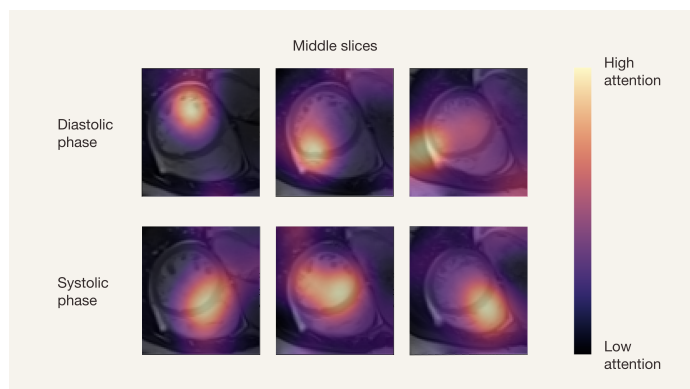 Middle slices
High
attention
Diastolic
phase
Systolic
phase
Low
attention